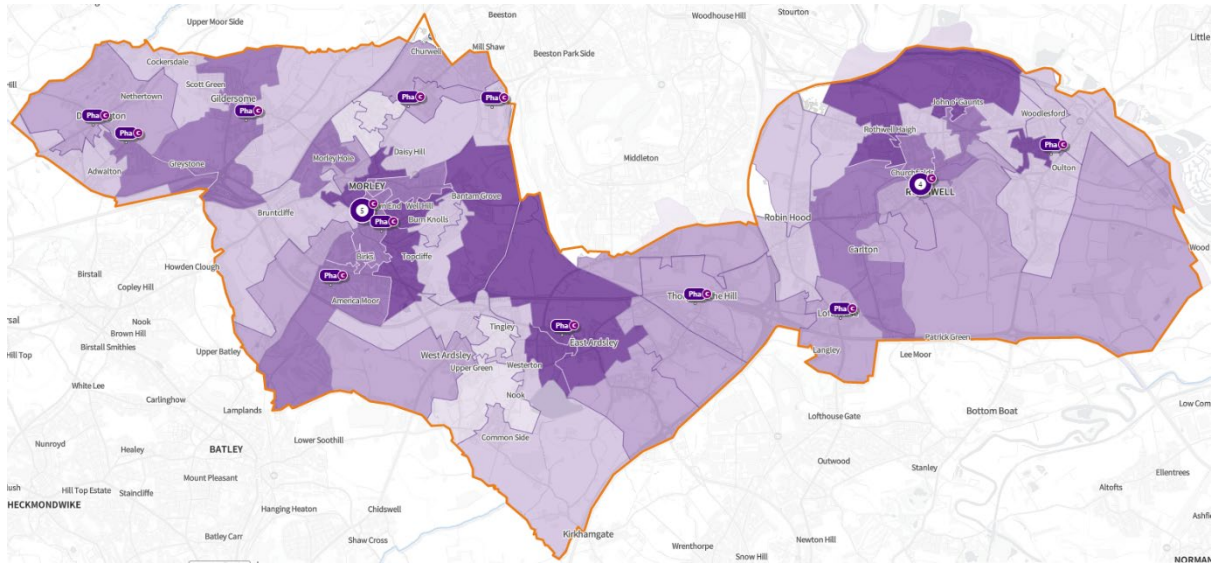 Upper Moor Side
Beeston
Woodhouse Hill
Stourton
Little
Cockersdale
Churwell
Mill Shaw
Beeston Park Side
Scott Green
Nethertown
Gildersome
John o' Gaunts
Woodlesford
Pha €
Pha €
Pha €
Pha €
Pha €
Rothwell Haigh
Pha €
Adwalton
Greystone
Morley Hole
Daisy Hill
Middleton
Oulton
MORLEY
Bantams Grove
4
5
Pha €
Burn Knolls
Bruntcliffe
Robin Hood
Birks
Topcliffe
Carlton
Wood
Howden Clough
Birstall
Pha €
Copley Hill
America Moor
Pha €
Pha €
Nook
Brown Hill
Birstall Smithies
Hill Top
Upper Batley
Tingley
Pha €
East Ardsley
West Ardsley
Patrick Green
Langley
Lee Moor
Upper Green
Westerton
White Lee
Carlinghow
Lamplands
Nook
Lofthouse Gate
Bottom Boat
Low Com
Nunroyd
Healey
BATLEY
Lower Soothill
Common Side
Outwood
Stanley
Mount Pleasant
Ellentrees
Hill Top Estate
Staincliffe
Altofts
HECKMONDWIKE
Hanging Heaton
Chidswell
Ashfi
Batley Carr
Shaw Cross
Kirkhamgate
Wrenthorpe
Newton Hill
Snow Hill
NORMAN